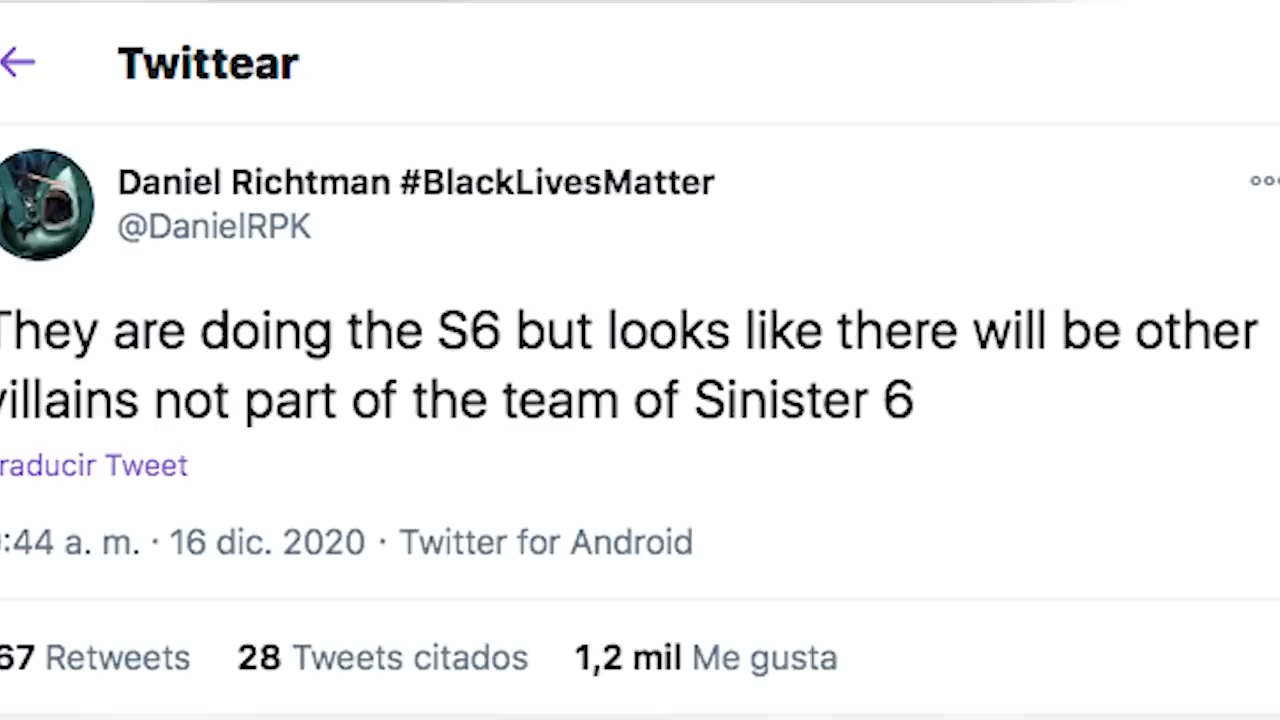 Twittear
Daniel Richtman #BlackLivesMatter
@DanielRPK
They are doing the S6 but looks like there will be other
villains not part of the team of Sinister 6
raducir Tweet
:44 a. m. · 16 dic. 2020 · Twitter for Android
67 Retweets 28 Tweets citados 1,2 mil Me gusta